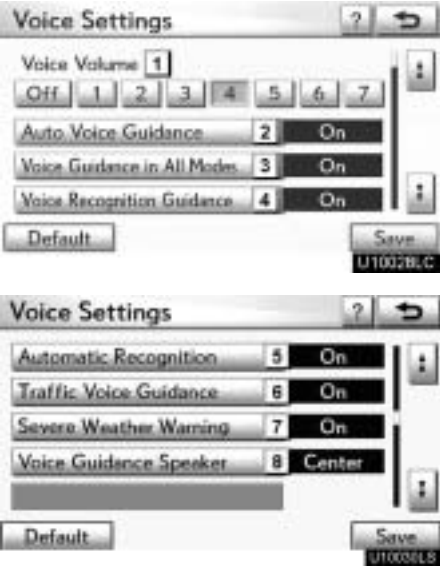 Voice Settings ?
Voice Volume 1
Off 1 2 3 4 5 6 7
Auto Voice Guidance 2 On
Voice Guidance in All Modes 3 On
Voice Recognition Guidance 4 On
Default Save
U10028LC
Voice Settings ?
Automatic Recognition 5 On
Traffic Voice Guidance 6 On
Severe Weather Warning 7 On
Voice Guidance Speaker 8 Center
Default Save
U10030LS